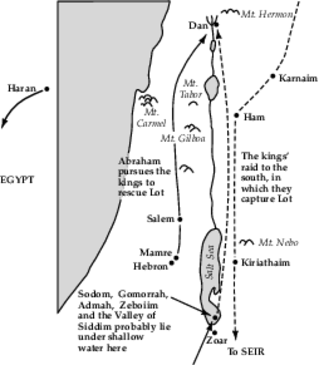 Mt. Hermon
Dan
Karnaim
Haran
Mt.
Tabor
Mt.
Carmel
Ham
Mt. Gilboa
Abraham
pursues the
kings to
rescue Lot
The kings'
raid to the
south, in
which they
capture Lot
EGYPT
Salem
Mamre
Hebron
Salt Sea
Mt. Nebo
Kiriathaim
Sodom, Gomorrah,
Admah, Zeboiim
and the Valley of
Siddim probably lie
under shallow
water here
Zoar
To SEIR